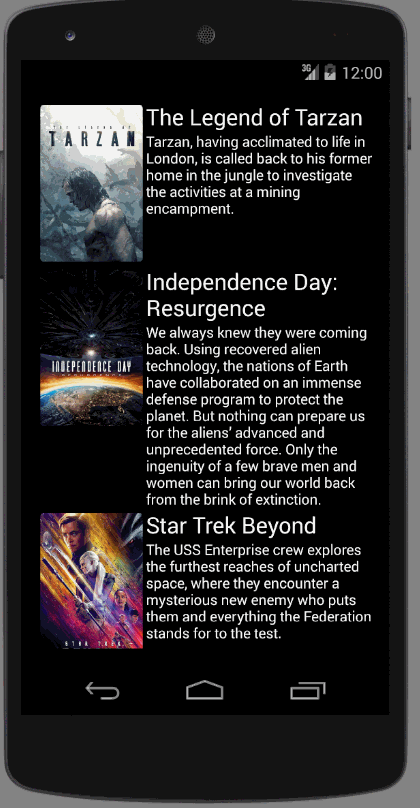 3G 12:00
THE LEGEND OF
TARZAN
The Legend of Tarzan
Tarzan, having acclimated to life in
London, is called back to his former
home in the jungle to investigate
the activities at a mining
encampment.
INDEPENDENCE DAY
RESURGENCE
Independence Day:
Resurgence
We always knew they were coming
back. Using recovered alien
technology, the nations of Earth
have collaborated on an immense
defense program to protect the
planet. But nothing can prepare us
for the aliens’ advanced and
unprecedented force. Only the
ingenuity of a few brave men and
women can bring our world back
from the brink of extinction.
STAR TREK
Star Trek Beyond
The USS Enterprise crew explores
the furthest reaches of uncharted
space, where they encounter a
mysterious new enemy who puts
them and everything the Federation
stands for to the test.